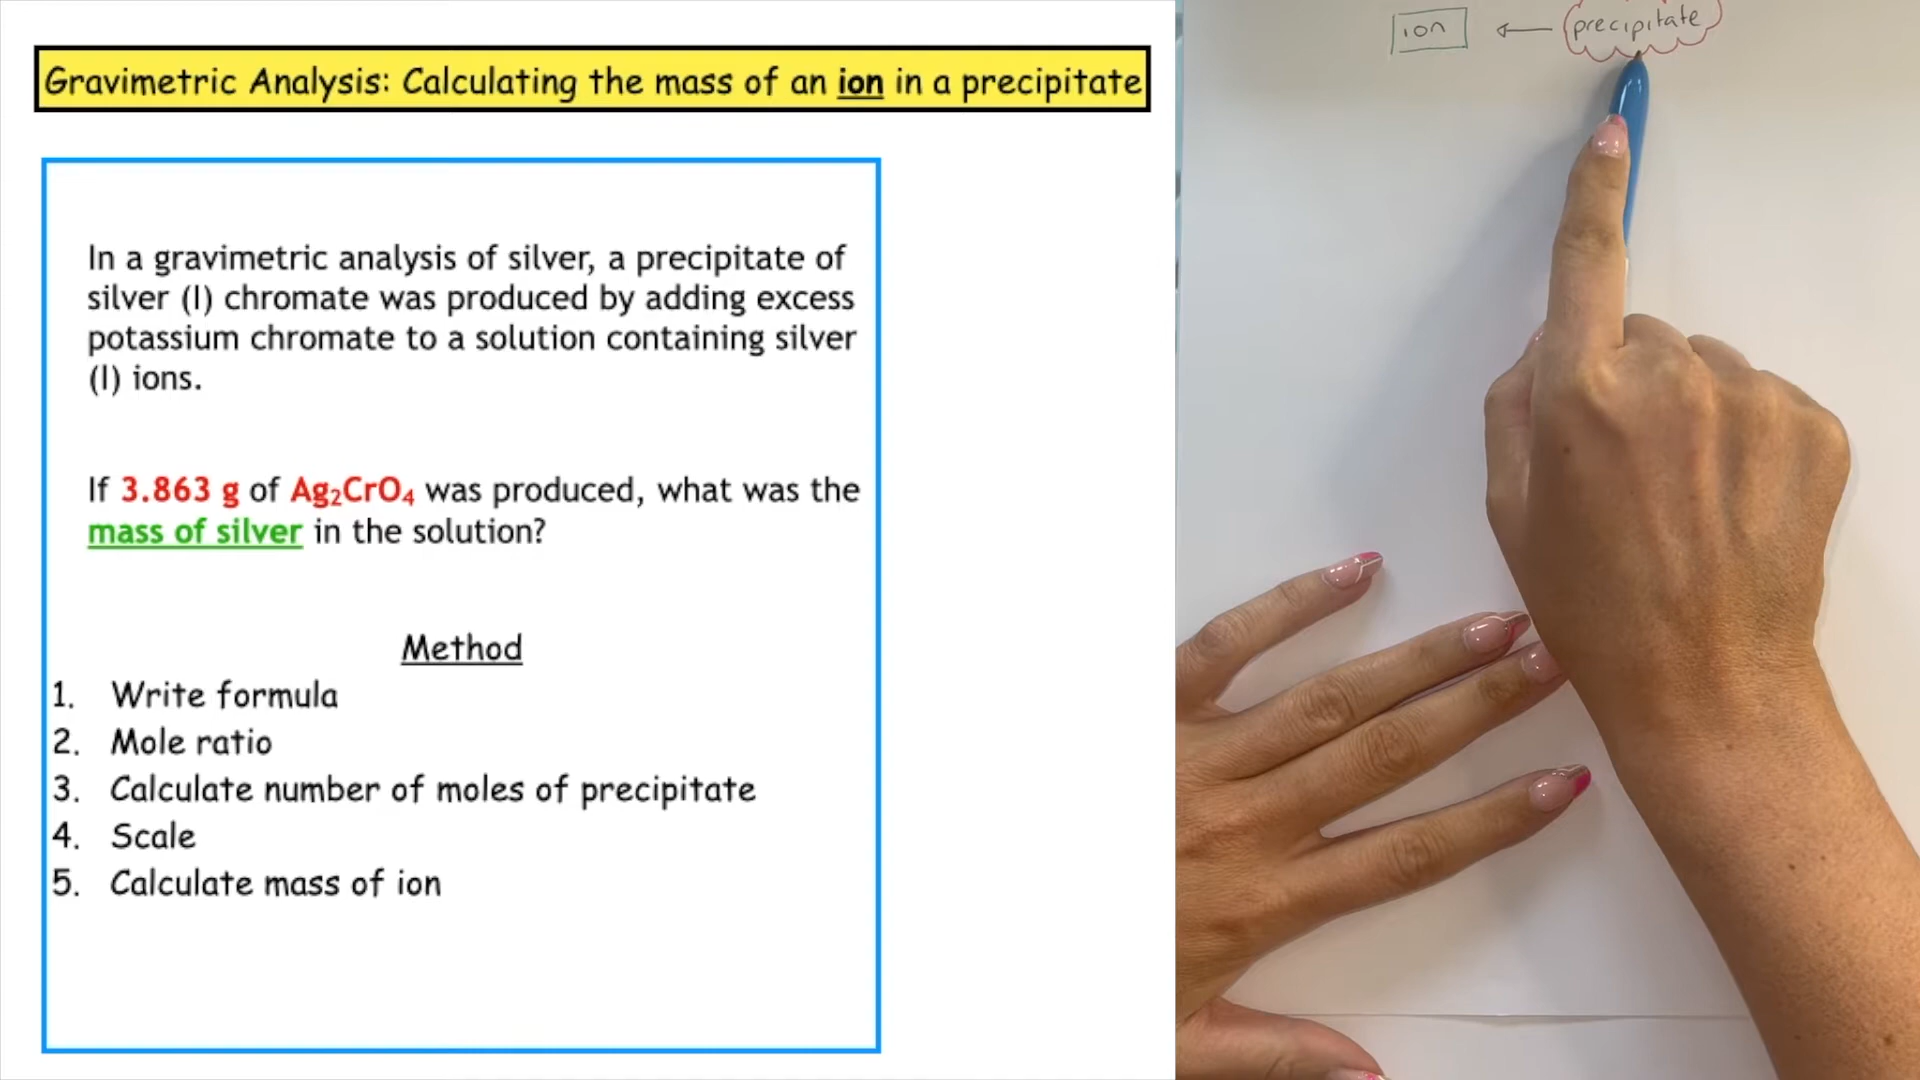 Gravimetric Analysis: Calculating the mass of an ion in a precipitate
In a gravimetric analysis of silver, a precipitate of
silver (I) chromate was produced by adding excess
potassium chromate to a solution containing silver
(I) ions.
If 3.863 g of Ag₂CrO₄ was produced, what was the
mass of silver in the solution?
Method
1. Write formula
2. Mole ratio
3. Calculate number of moles of precipitate
4. Scale
5. Calculate mass of ion
ion ← precipitate